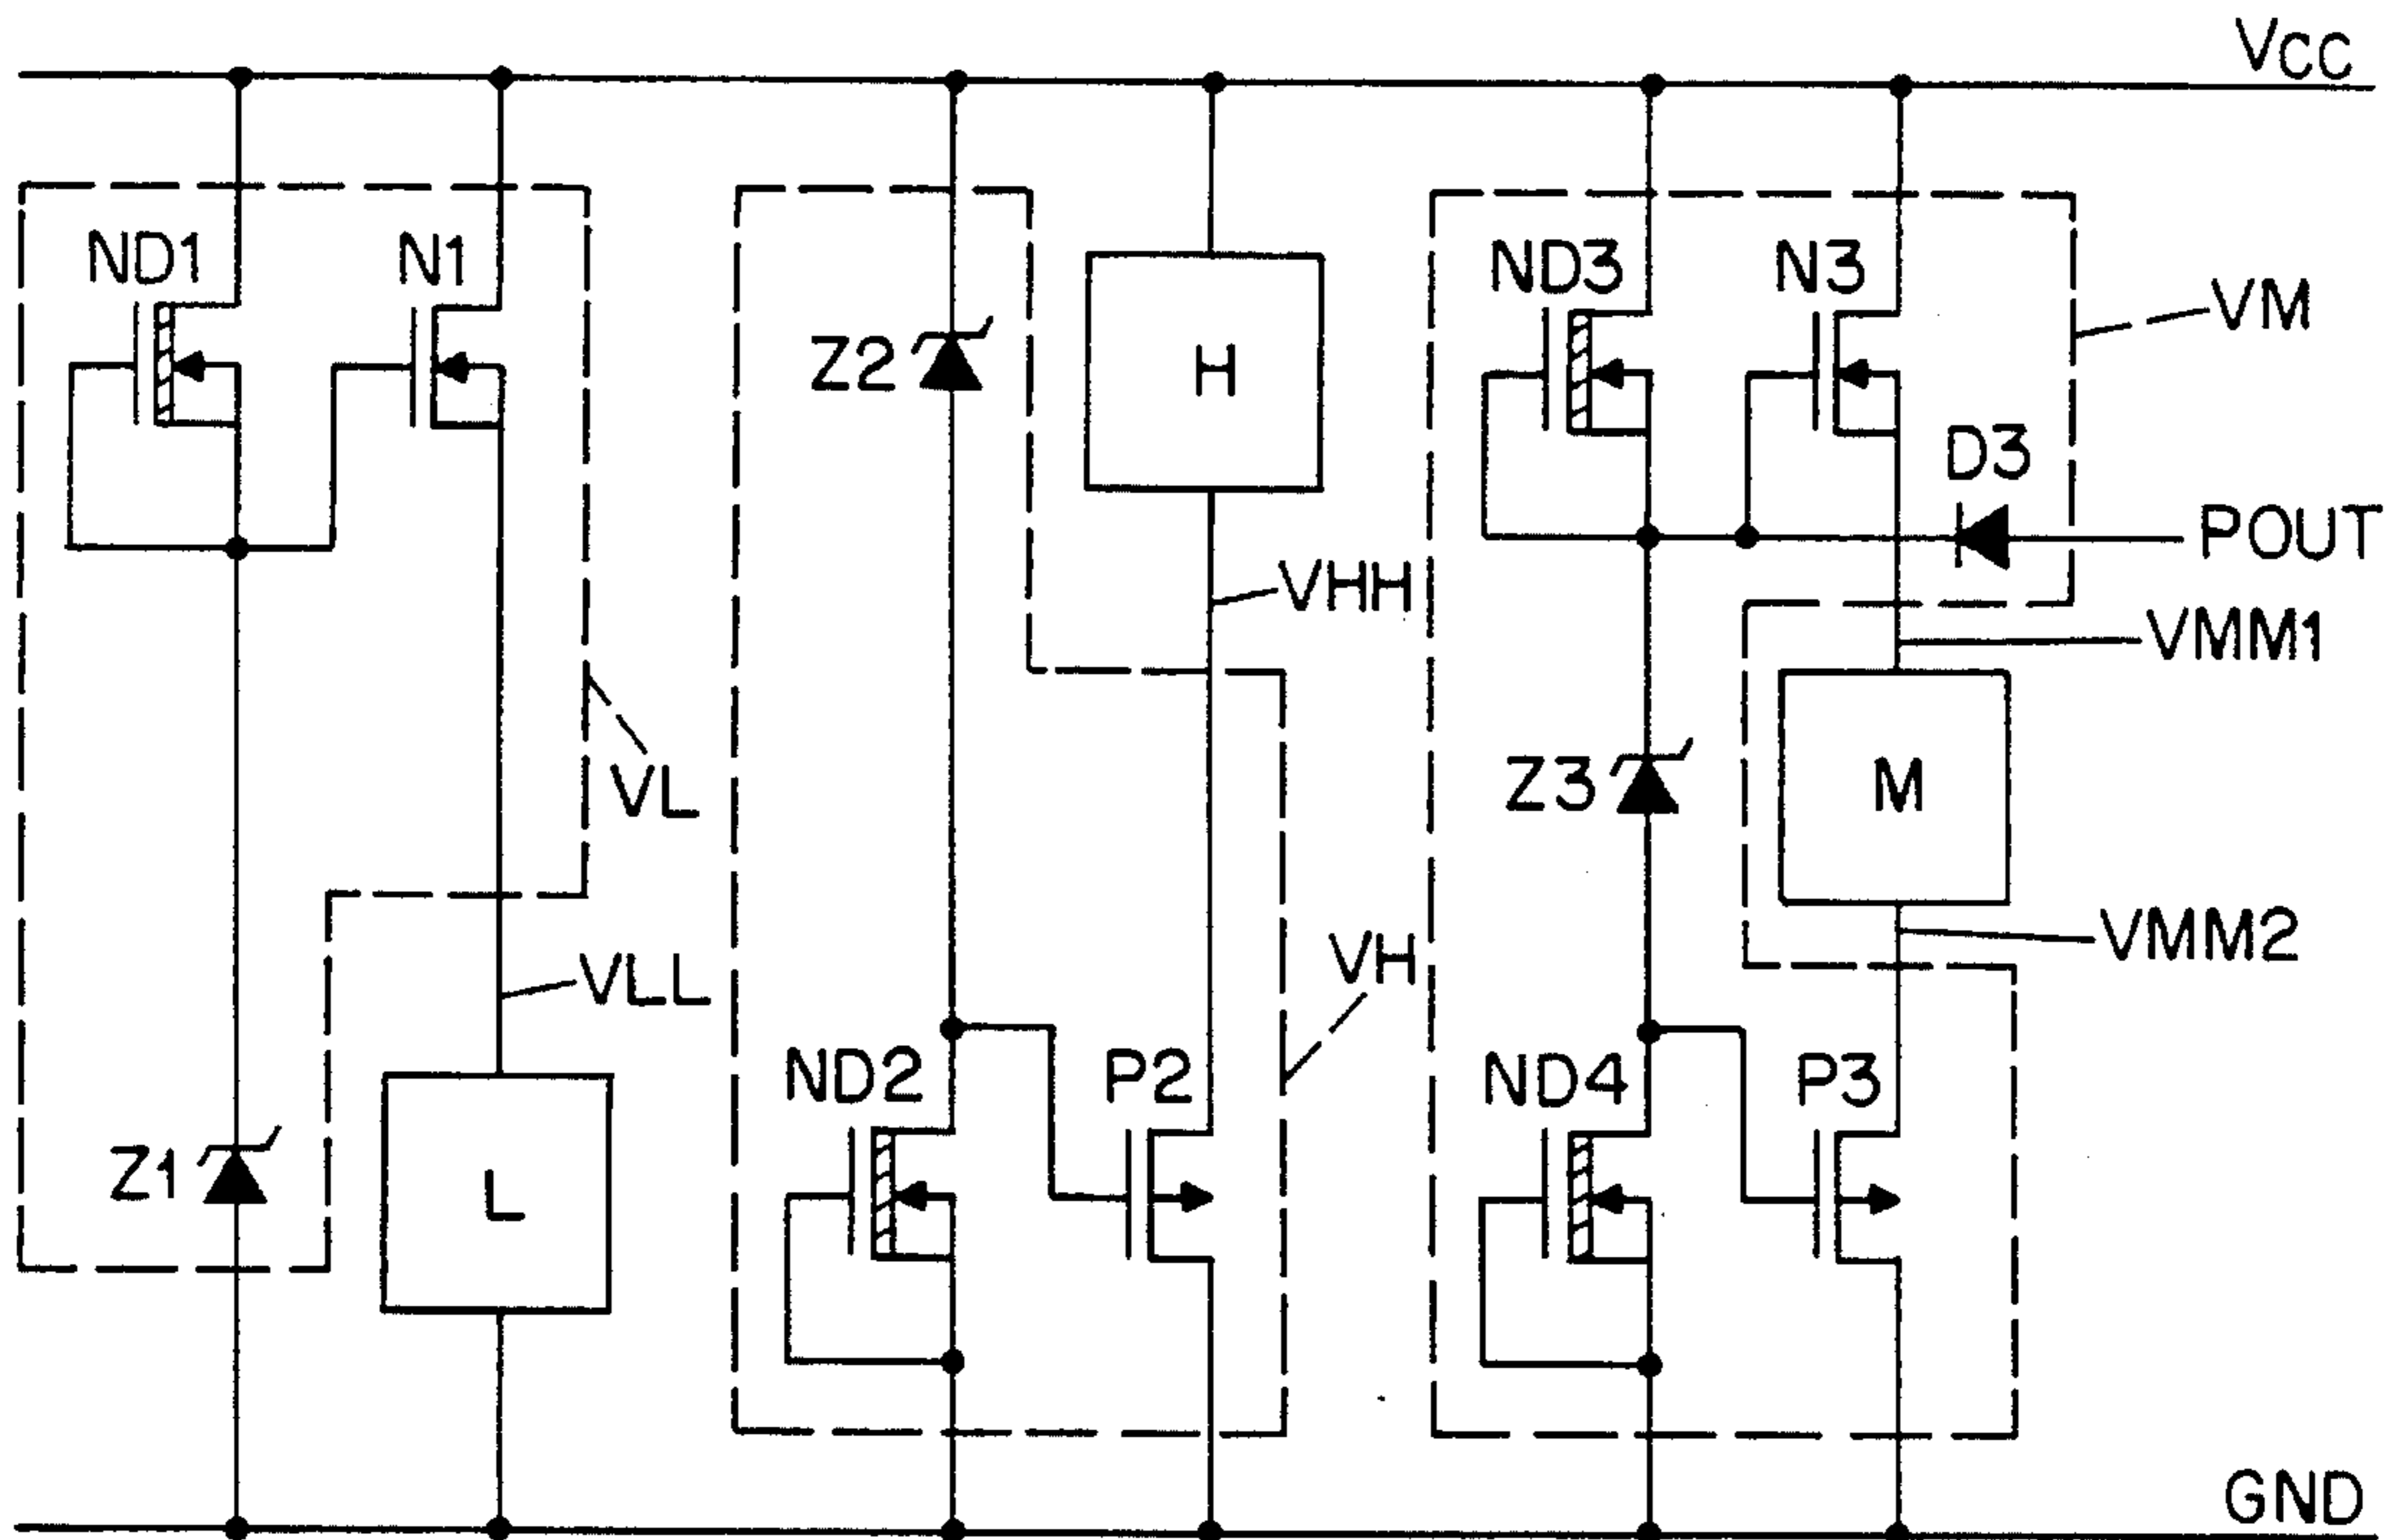 VCC
ND1
N1
ND3
N3
VM
Z2
H
D3
POUT
VHH
VMM1
VL
Z3
M
VMM2
VH
VLL
ND2
P2
ND4
P3
Z1
L
GND